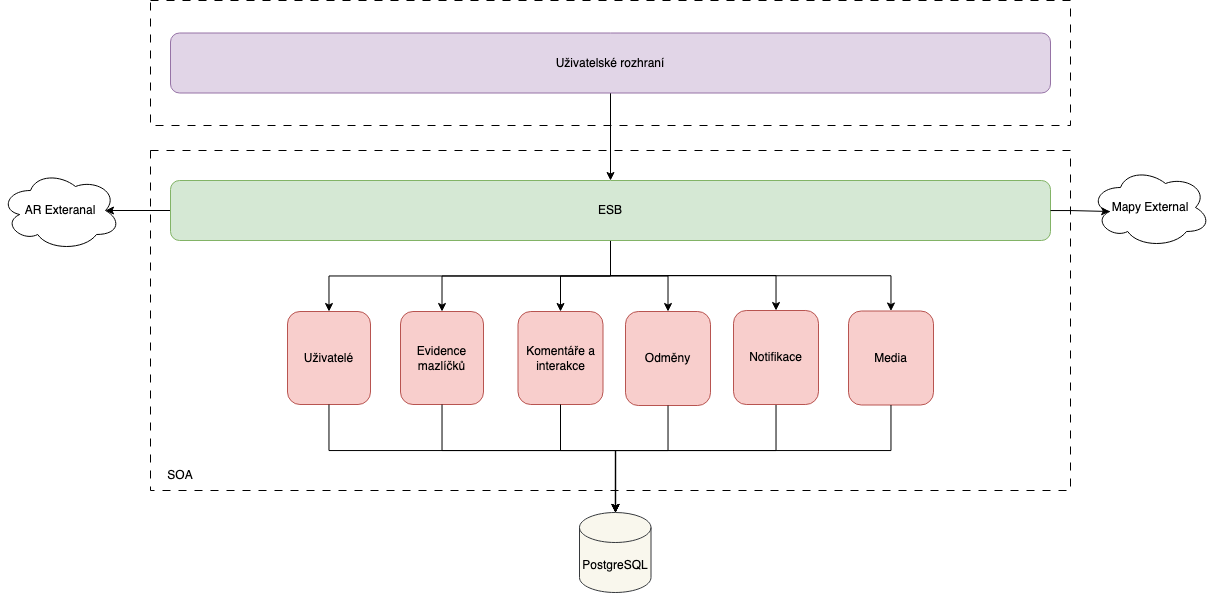 Uživatelské rozhraní
AR Exteranal
ESB
Mapy External
Uživatelé
Evidence
mazlíčků
Komentáře a
interakce
Odměny
Notifikace
Media
SOA
PostgreSQL